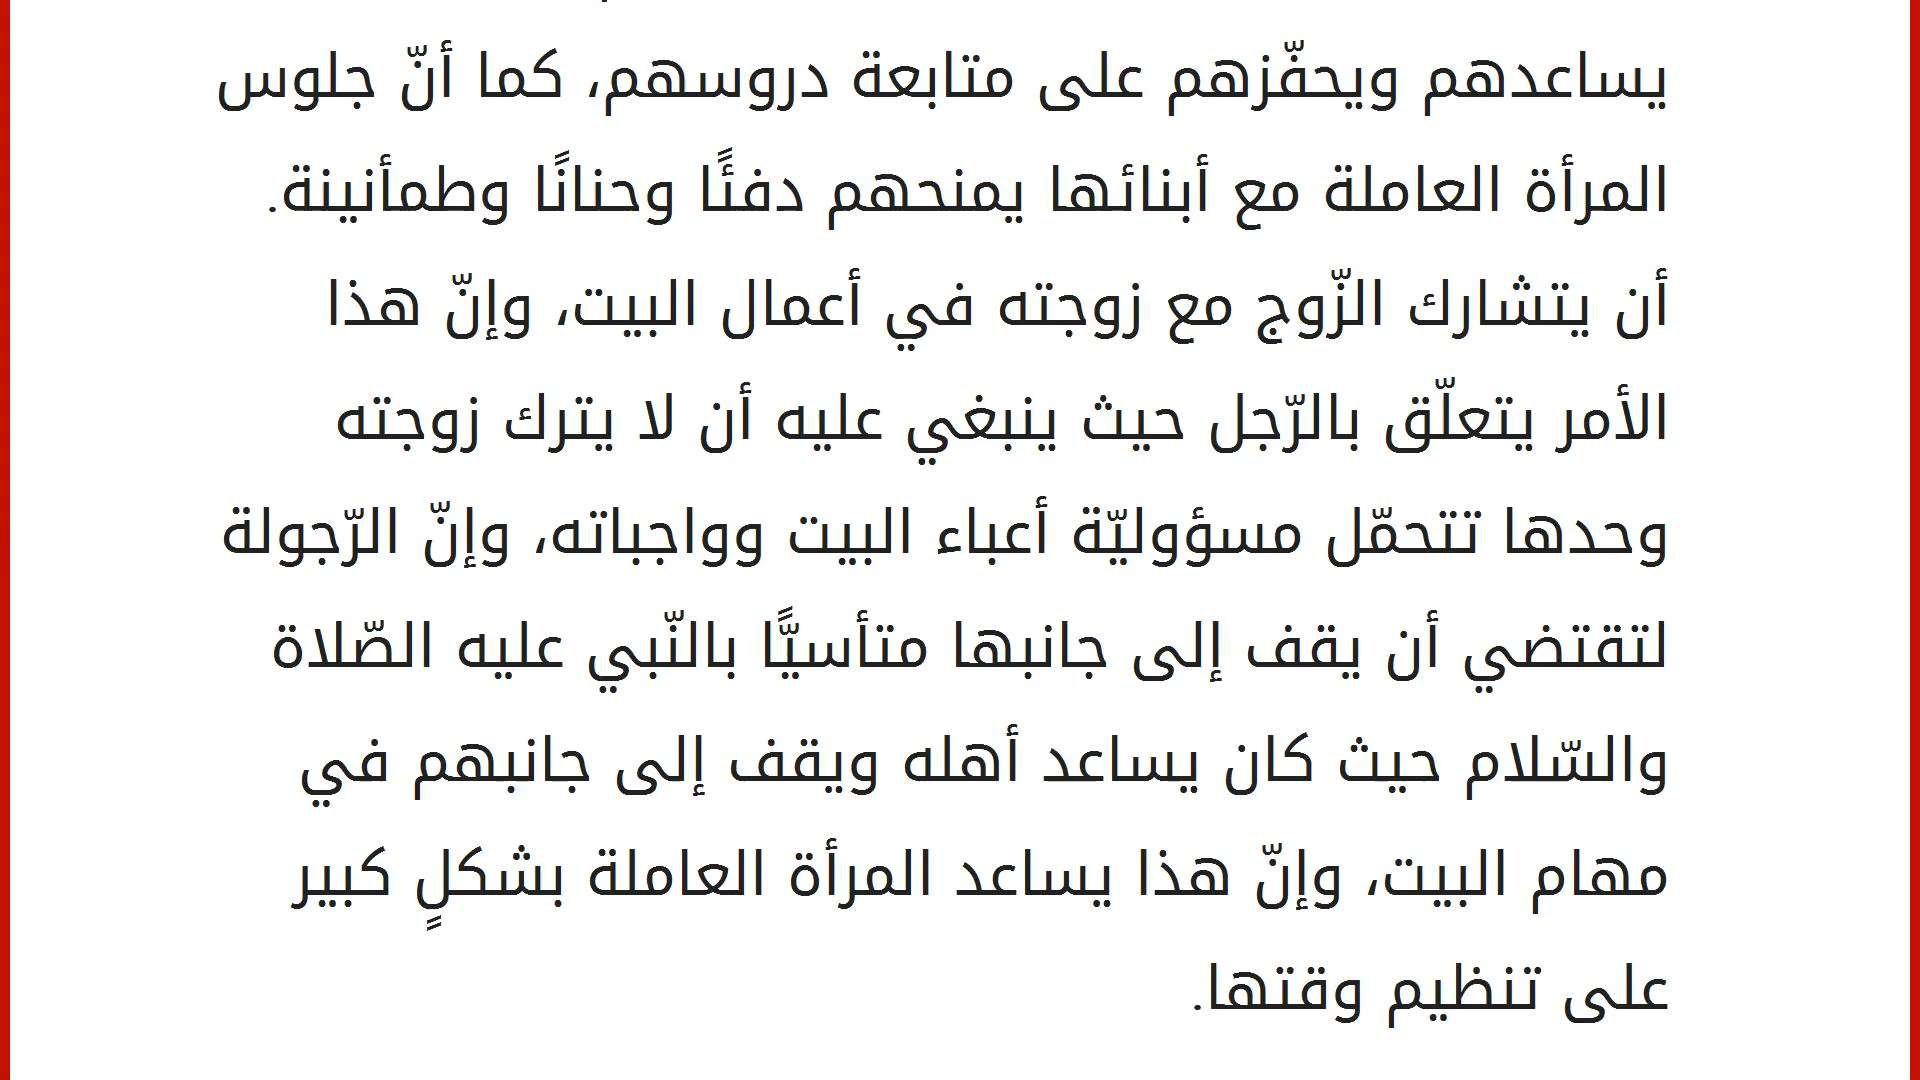 يساعدهم ويحفّزهم على متابعة دروسهم، كما أنّ جلوس
المرأة العاملة مع أبنائها يمنحهم دفئًا وحنانًا وطمأنينة.
أن يتشارك الزّوج مع زوجته في أعمال البيت، وإنّ هذا
الأمر يتعلّق بالرّجل حيث ينبغي عليه أن لا يترك زوجته
وحدها تتحمّل مسؤوليّة أعباء البيت وواجباته، وإنّ الرّجولة
لتقتضي أن يقف إلى جانبها متأسيًّا بالنّبي عليه الصّلاة
والسّلام حيث كان يساعد أهله ويقف إلى جانبهم في
مهام البيت، وإنّ هذا يساعد المرأة العاملة بشكلٍ كبير
على تنظيم وقتها.